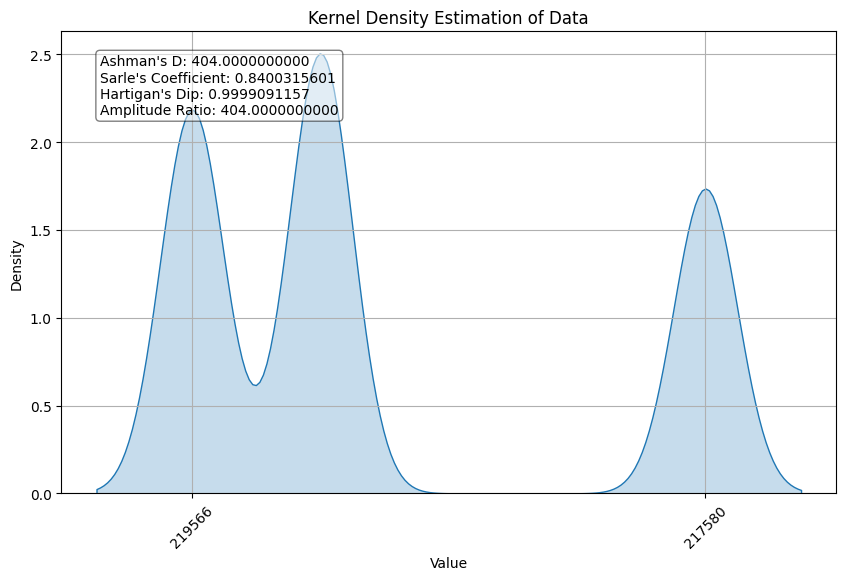 Kernel Density Estimation of Data
Ashman's D: 404.0000000000
Sarle's Coefficient: 0.8400315601
Hartigan's Dip: 0.9999091157
Amplitude Ratio: 404.0000000000
Density
2.5
2.0
1.5
1.0
0.5
0.0
219566
217580
Value